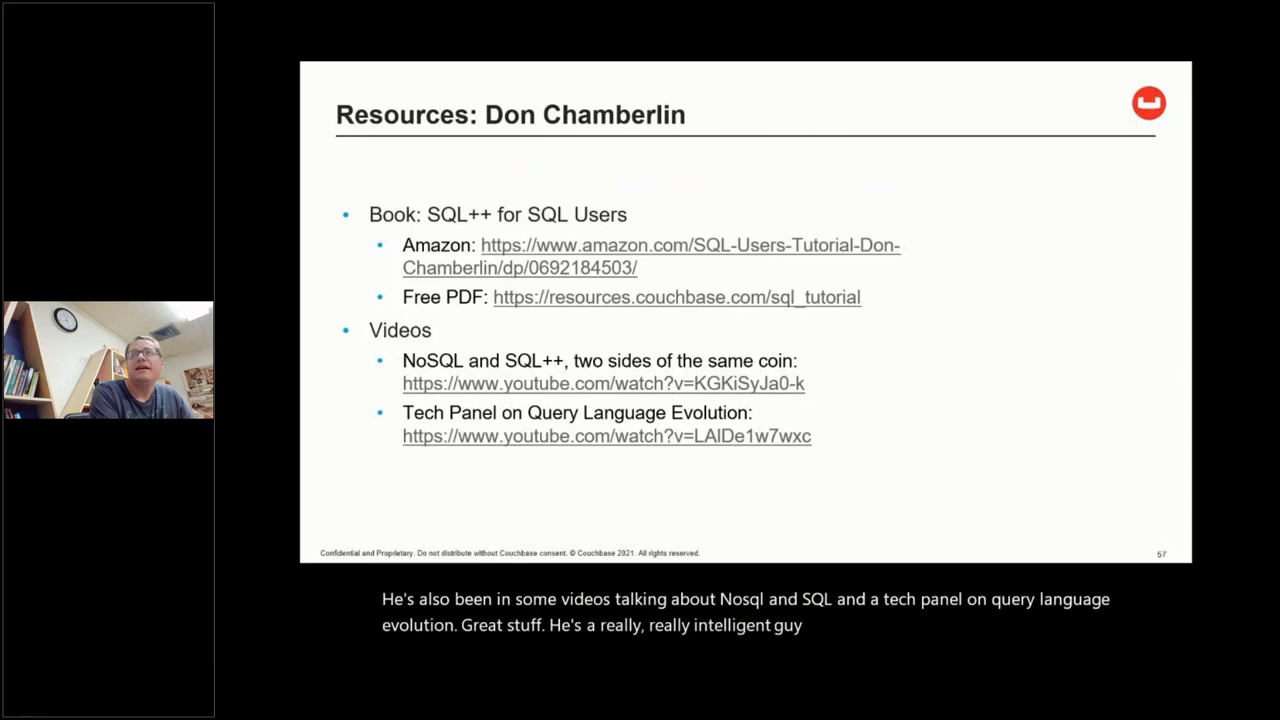 Resources: Don Chamberlin
• Book: SQL++ for SQL Users
• Amazon: https://www.amazon.com/SQL-Users-Tutorial-Don-
Chamberlin/dp/0692184503/
• Free PDF: https://resources.couchbase.com/sql_tutorial
• Videos
• NoSQL and SQL++, two sides of the same coin:
https://www.youtube.com/watch?v=KGKiSyJa0-k
• Tech Panel on Query Language Evolution:
https://www.youtube.com/watch?v=LAlDe1w7wxc
Confidential and Proprietary. Do not distribute without Couchbase consent. © Couchbase 2021. All rights reserved.
57
He's also been in some videos talking about Nosql and SQL and a tech panel on query language
evolution. Great stuff. He's a really, really intelligent guy